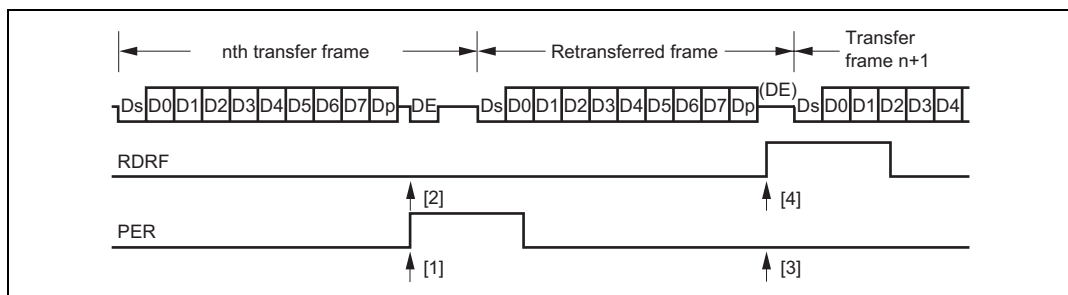 nth transfer frame
Retransferred frame
Transfer
frame n+1
(DE)
Ds D0 D1 D2 D3 D4 D5 D6 D7 Dp DE Ds D0 D1 D2 D3 D4 D5 D6 D7 Dp Ds D0 D1 D2 D3 D4
RDRF
[2] [4]
PER
[1] [3]